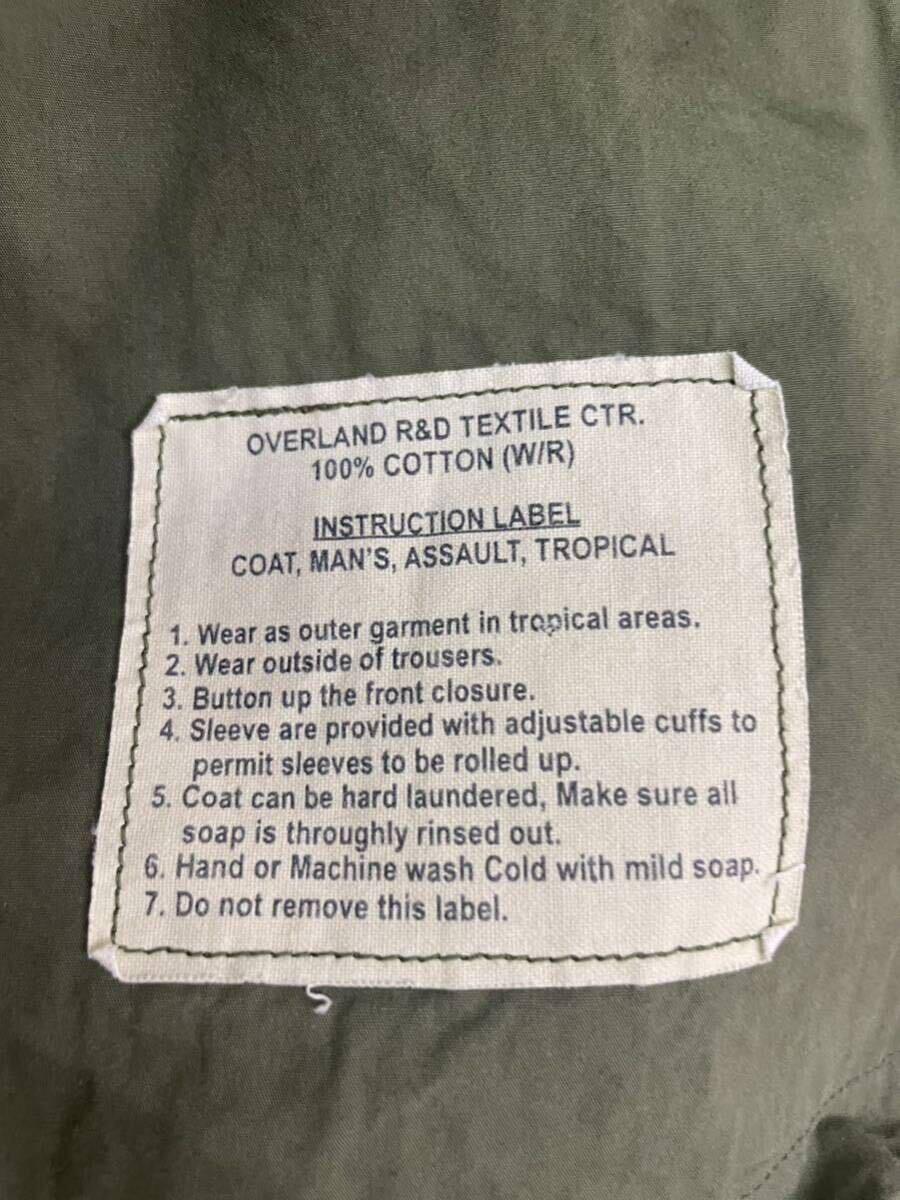 OVERLAND R&D TEXTILE CTR.
100% COTTON (W/R)
INSTRUCTION LABEL
COAT, MAN'S, ASSAULT, TROPICAL
1. Wear as outer garment in tropical areas.
2. Wear outside of trousers.
3. Button up the front closure.
4. Sleeve are provided with adjustable cuffs to
permit sleeves to be rolled up.
5. Coat can be hard laundered, Make sure all
soap is throughly rinsed out.
6. Hand or Machine wash Cold with mild soap.
7. Do not remove this label.